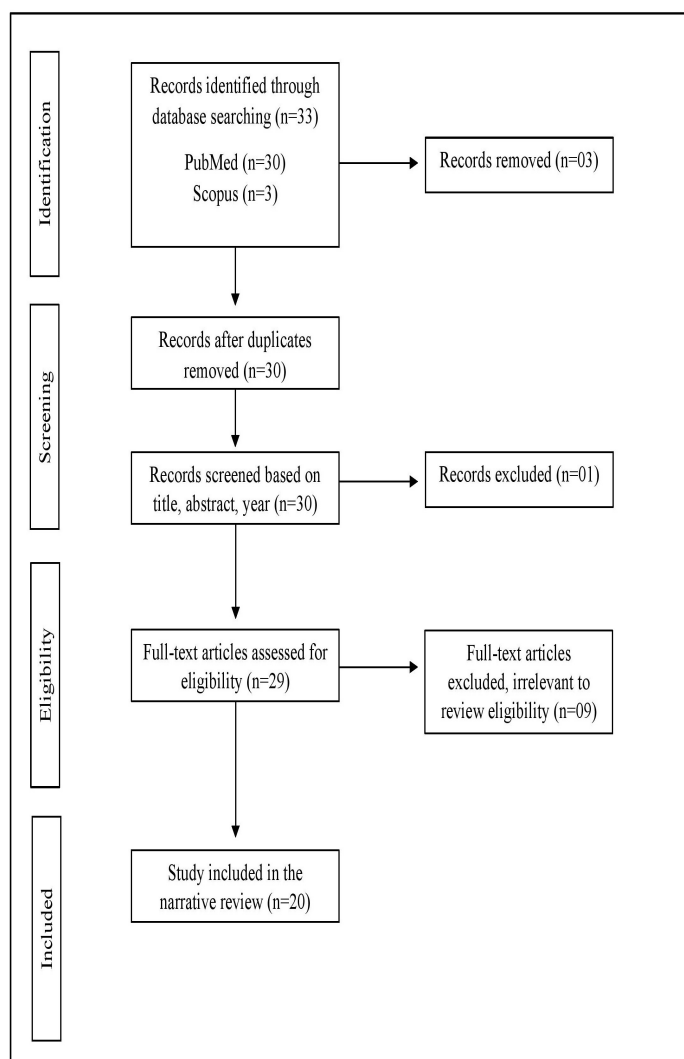 Identification
Records identified through
database searching (n=33)
PubMed (n=30)
Scopus (n=3)
Records removed (n=03)
Screening
Records after duplicates
removed (n=30)
Records screened based on
title, abstract, year (n=30)
Records excluded (n=01)
Eligibility
Full-text articles assessed for
eligibility (n=29)
Full-text articles
excluded, irrelevant to
review eligibility (n=09)
Included
Study included in the
narrative review (n=20)